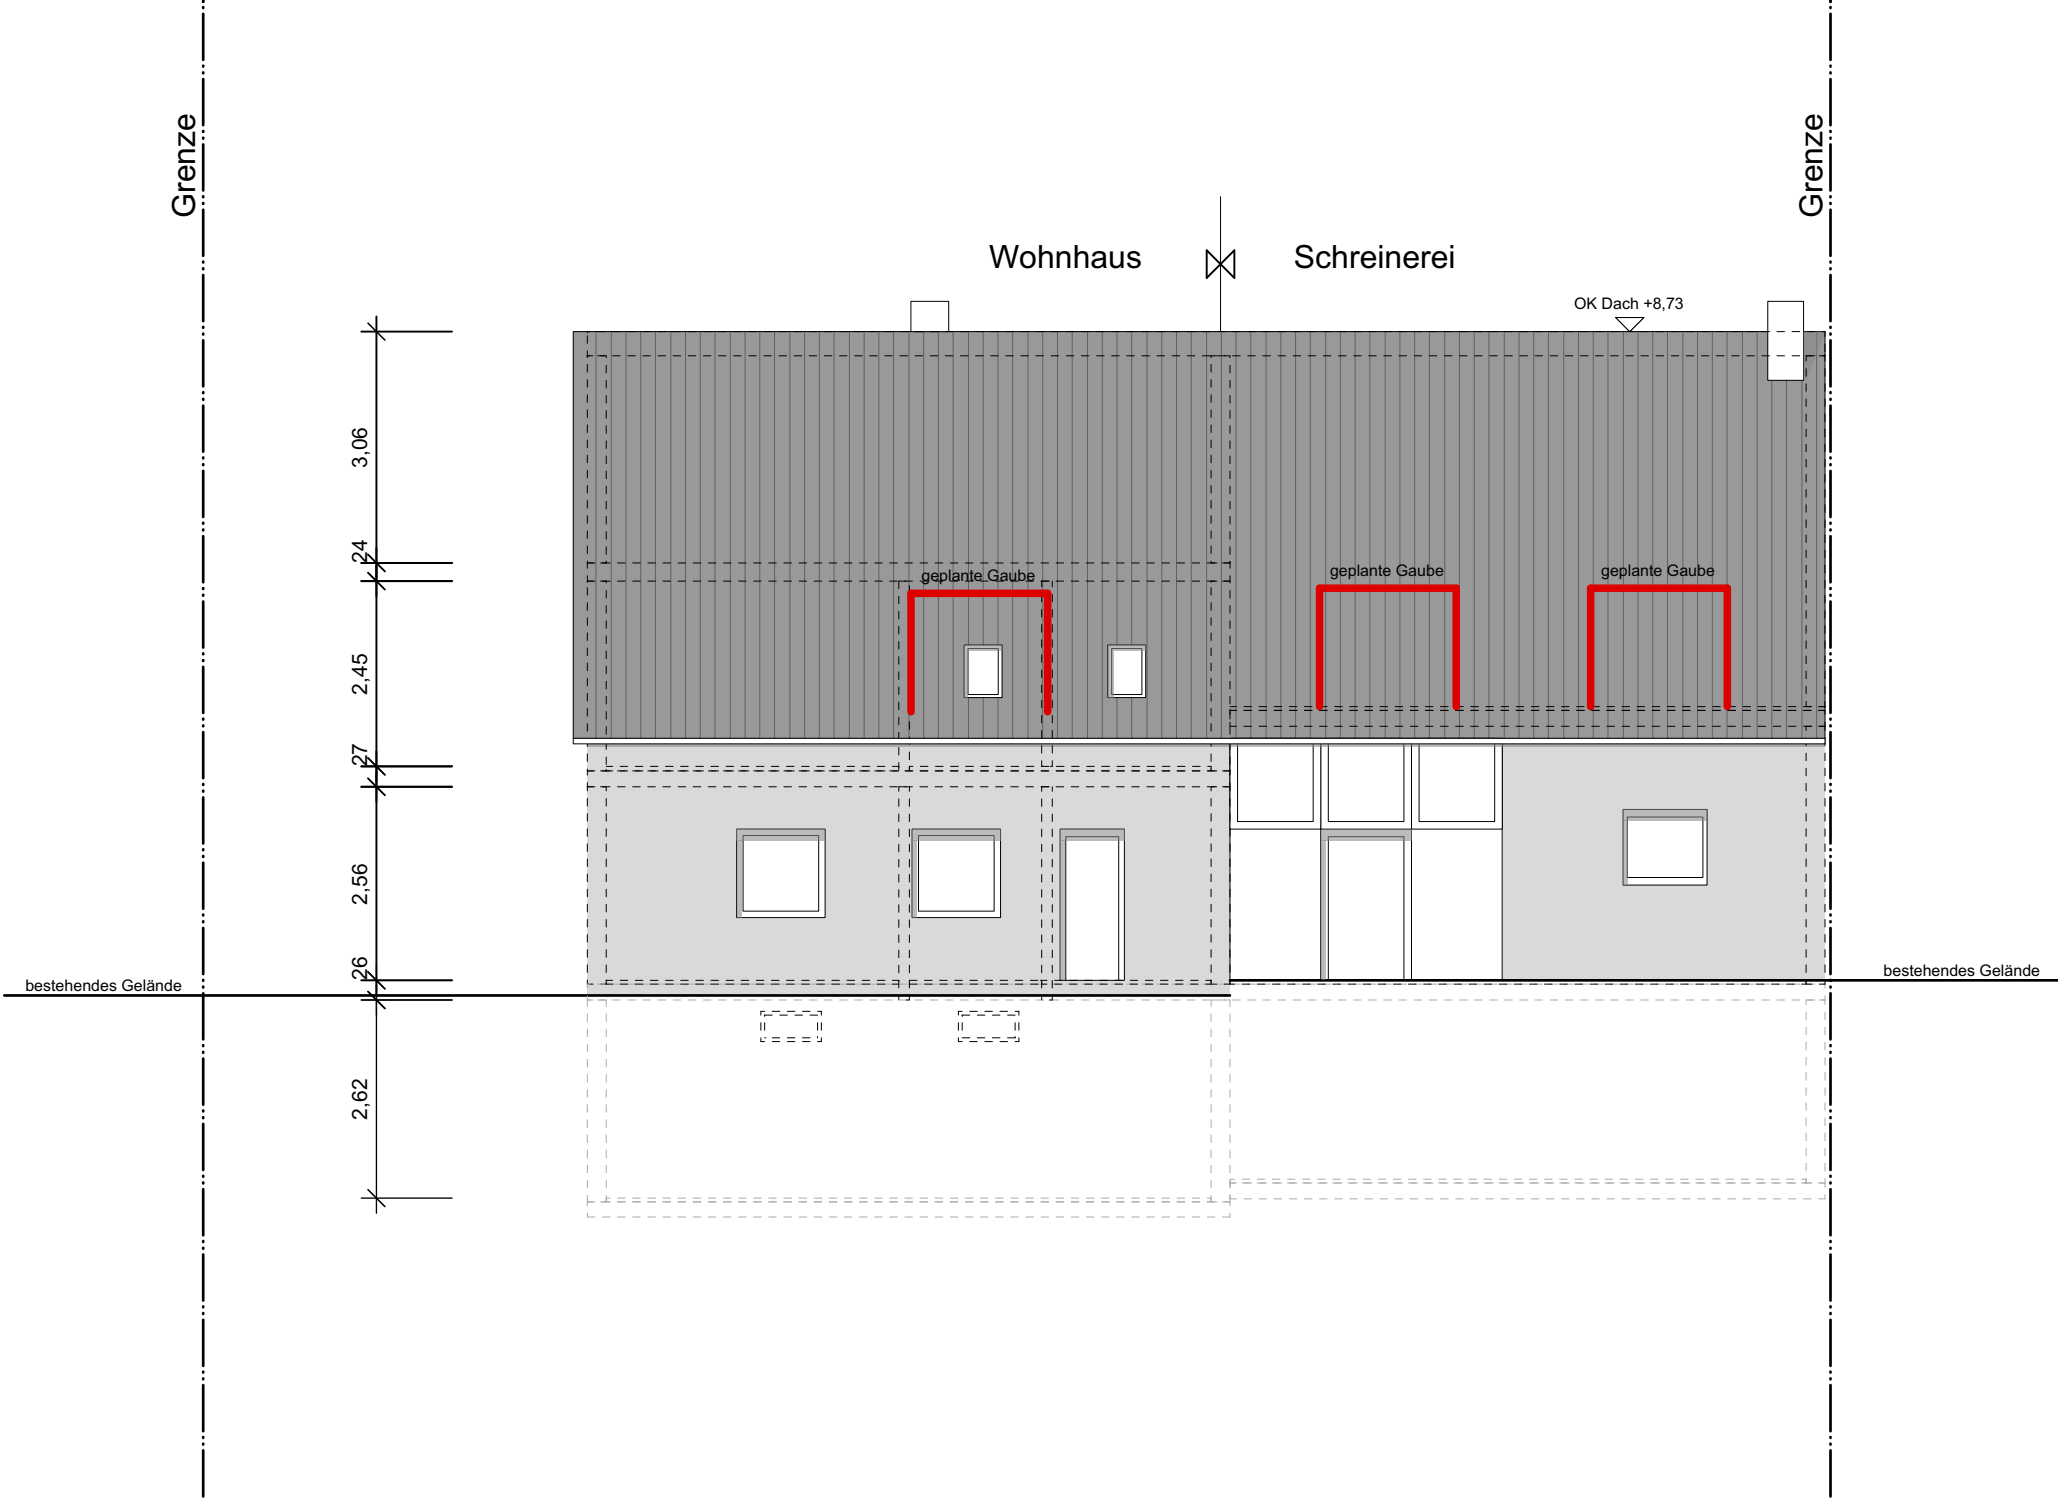 Grenze
Grenze
Wohnhaus
Schreinerei
OK Dach +8,73
3,06
24
geplante Gaube
geplante Gaube
geplante Gaube
2,45
27
2,56
26
bestehendes Gelände
bestehendes Gelände
2,62